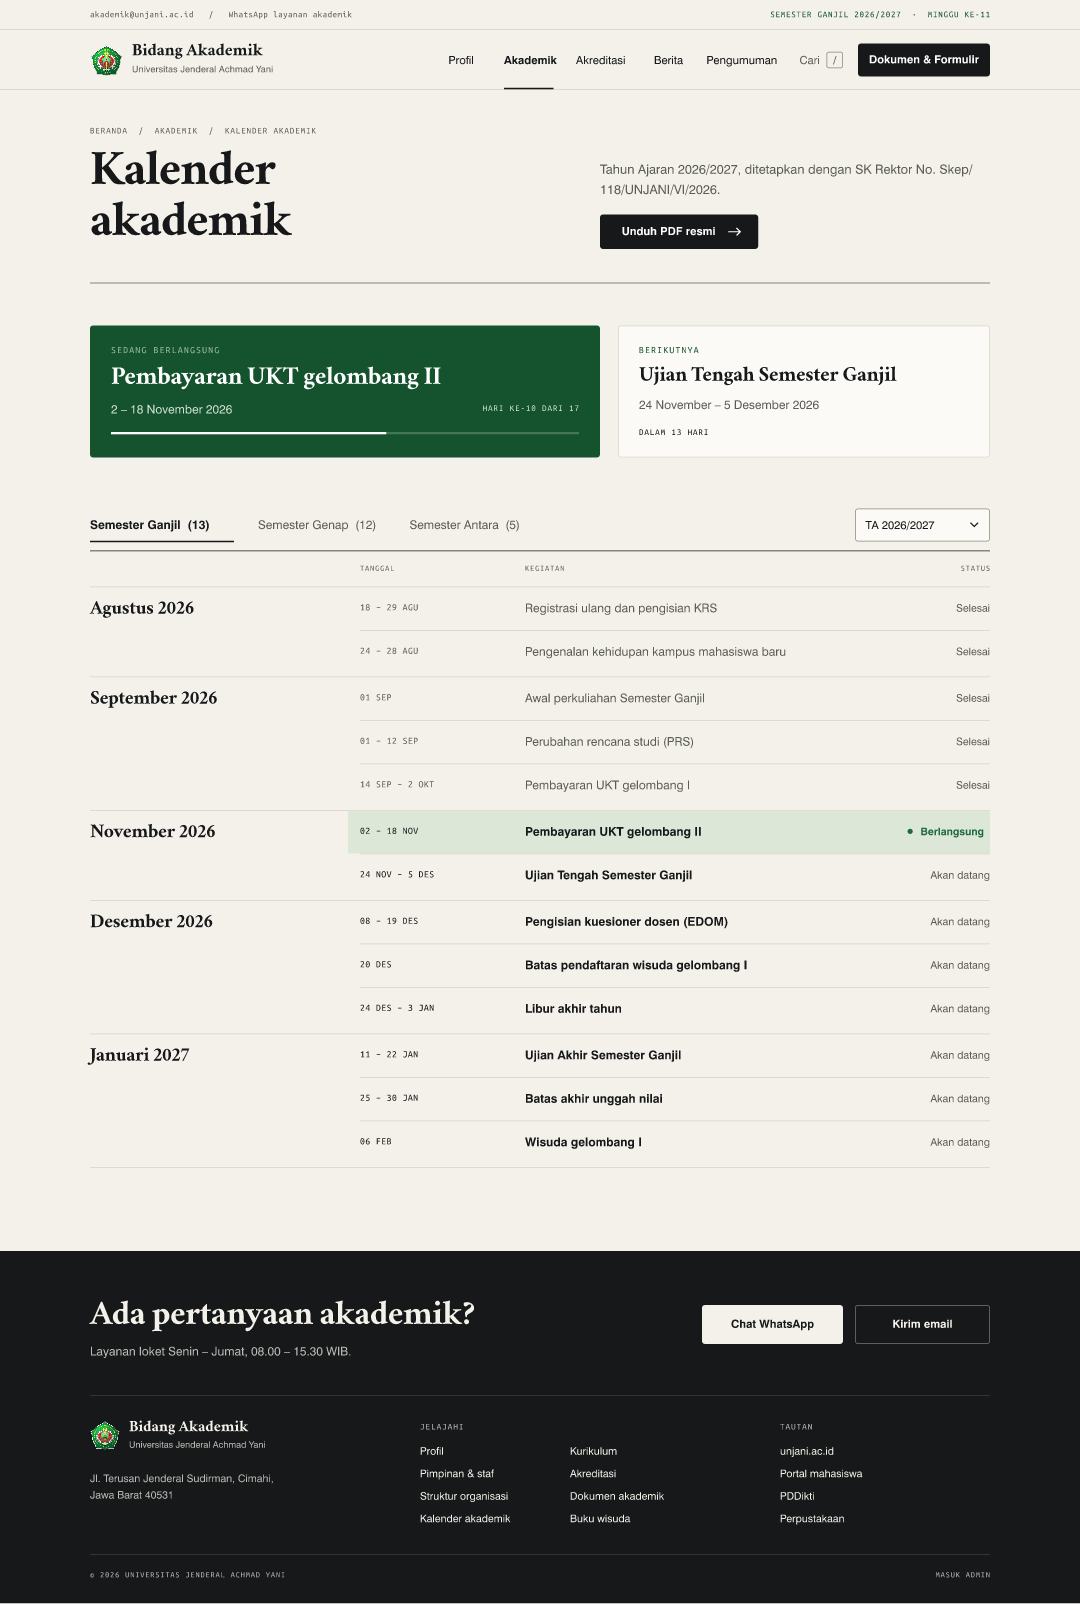 akademik@unjani.ac.id / WhatsApp layanan akademik
SEMESTER GANJIL 2026/2027 · MINGGU KE-11
Bidang Akademik
Universitas Jenderal Achmad Yani
Profil Akademik Akreditasi Berita Pengumuman Cari / Dokumen & Formulir
BERANDA / AKADEMIK / KALENDER AKADEMIK
Kalender
akademik
Tahun Ajaran 2026/2027, ditetapkan dengan SK Rektor No. Skep/
118/UNJANI/VI/2026.
Unduh PDF resmi →
SEDANG BERLANGSUNG
Pembayaran UKT gelombang II
2 – 18 November 2026
HARI KE-10 DARI 17
BERIKUTNYA
Ujian Tengah Semester Ganjil
24 November – 5 Desember 2026
DALAM 13 HARI
Semester Ganjil (13) Semester Genap (12) Semester Antara (5)
TA 2026/2027
TANGGAL KEGIATAN STATUS
Agustus 2026
18 – 29 AGU Registrasi ulang dan pengisian KRS Selesai
24 – 28 AGU Pengenalan kehidupan kampus mahasiswa baru Selesai
September 2026
01 SEP Awal perkuliahan Semester Ganjil Selesai
01 – 12 SEP Perubahan rencana studi (PRS) Selesai
14 SEP – 2 OKT Pembayaran UKT gelombang I Selesai
November 2026
02 – 18 NOV Pembayaran UKT gelombang II Berlangsung
24 NOV – 5 DES Ujian Tengah Semester Ganjil Akan datang
Desember 2026
08 – 19 DES Pengisian kuesioner dosen (EDOM) Akan datang
20 DES Batas pendaftaran wisuda gelombang I Akan datang
24 DES – 3 JAN Libur akhir tahun Akan datang
Januari 2027
11 – 22 JAN Ujian Akhir Semester Ganjil Akan datang
25 – 30 JAN Batas akhir unggah nilai Akan datang
06 FEB Wisuda gelombang I Akan datang
Ada pertanyaan akademik?
Layanan loket Senin – Jumat, 08.00 – 15.30 WIB.
Chat WhatsApp
Kirim email
Bidang Akademik
Universitas Jenderal Achmad Yani
Jl. Terusan Jenderal Sudirman, Cimahi,
Jawa Barat 40531
JELAJAHI
Profil
Pimpinan & staf
Struktur organisasi
Kalender akademik
Kurikulum
Akreditasi
Dokumen akademik
Buku wisuda
TAUTAN
unjani.ac.id
Portal mahasiswa
PDDikti
Perpustakaan
© 2026 UNIVERSITAS JENDERAL ACHMAD YANI
MASUK ADMIN